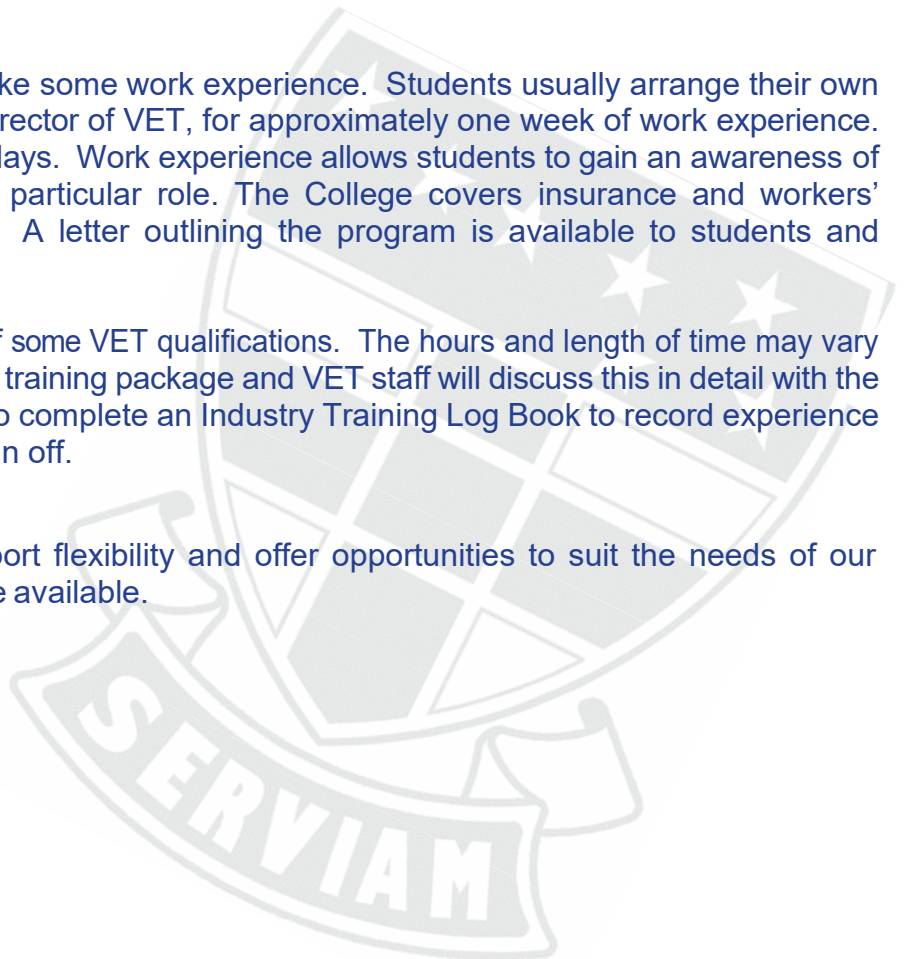 ke some work experience. Students usually arrange their own
rector of VET, for approximately one week of work experience.
lays. Work experience allows students to gain an awareness of
particular role. The College covers insurance and workers’
A letter outlining the program is available to students and
f some VET qualifications. The hours and length of time may vary
training package and VET staff will discuss this in detail with the
o complete an Industry Training Log Book to record experience
n off.
port flexibility and offer opportunities to suit the needs of our
e available.
SERVIAM